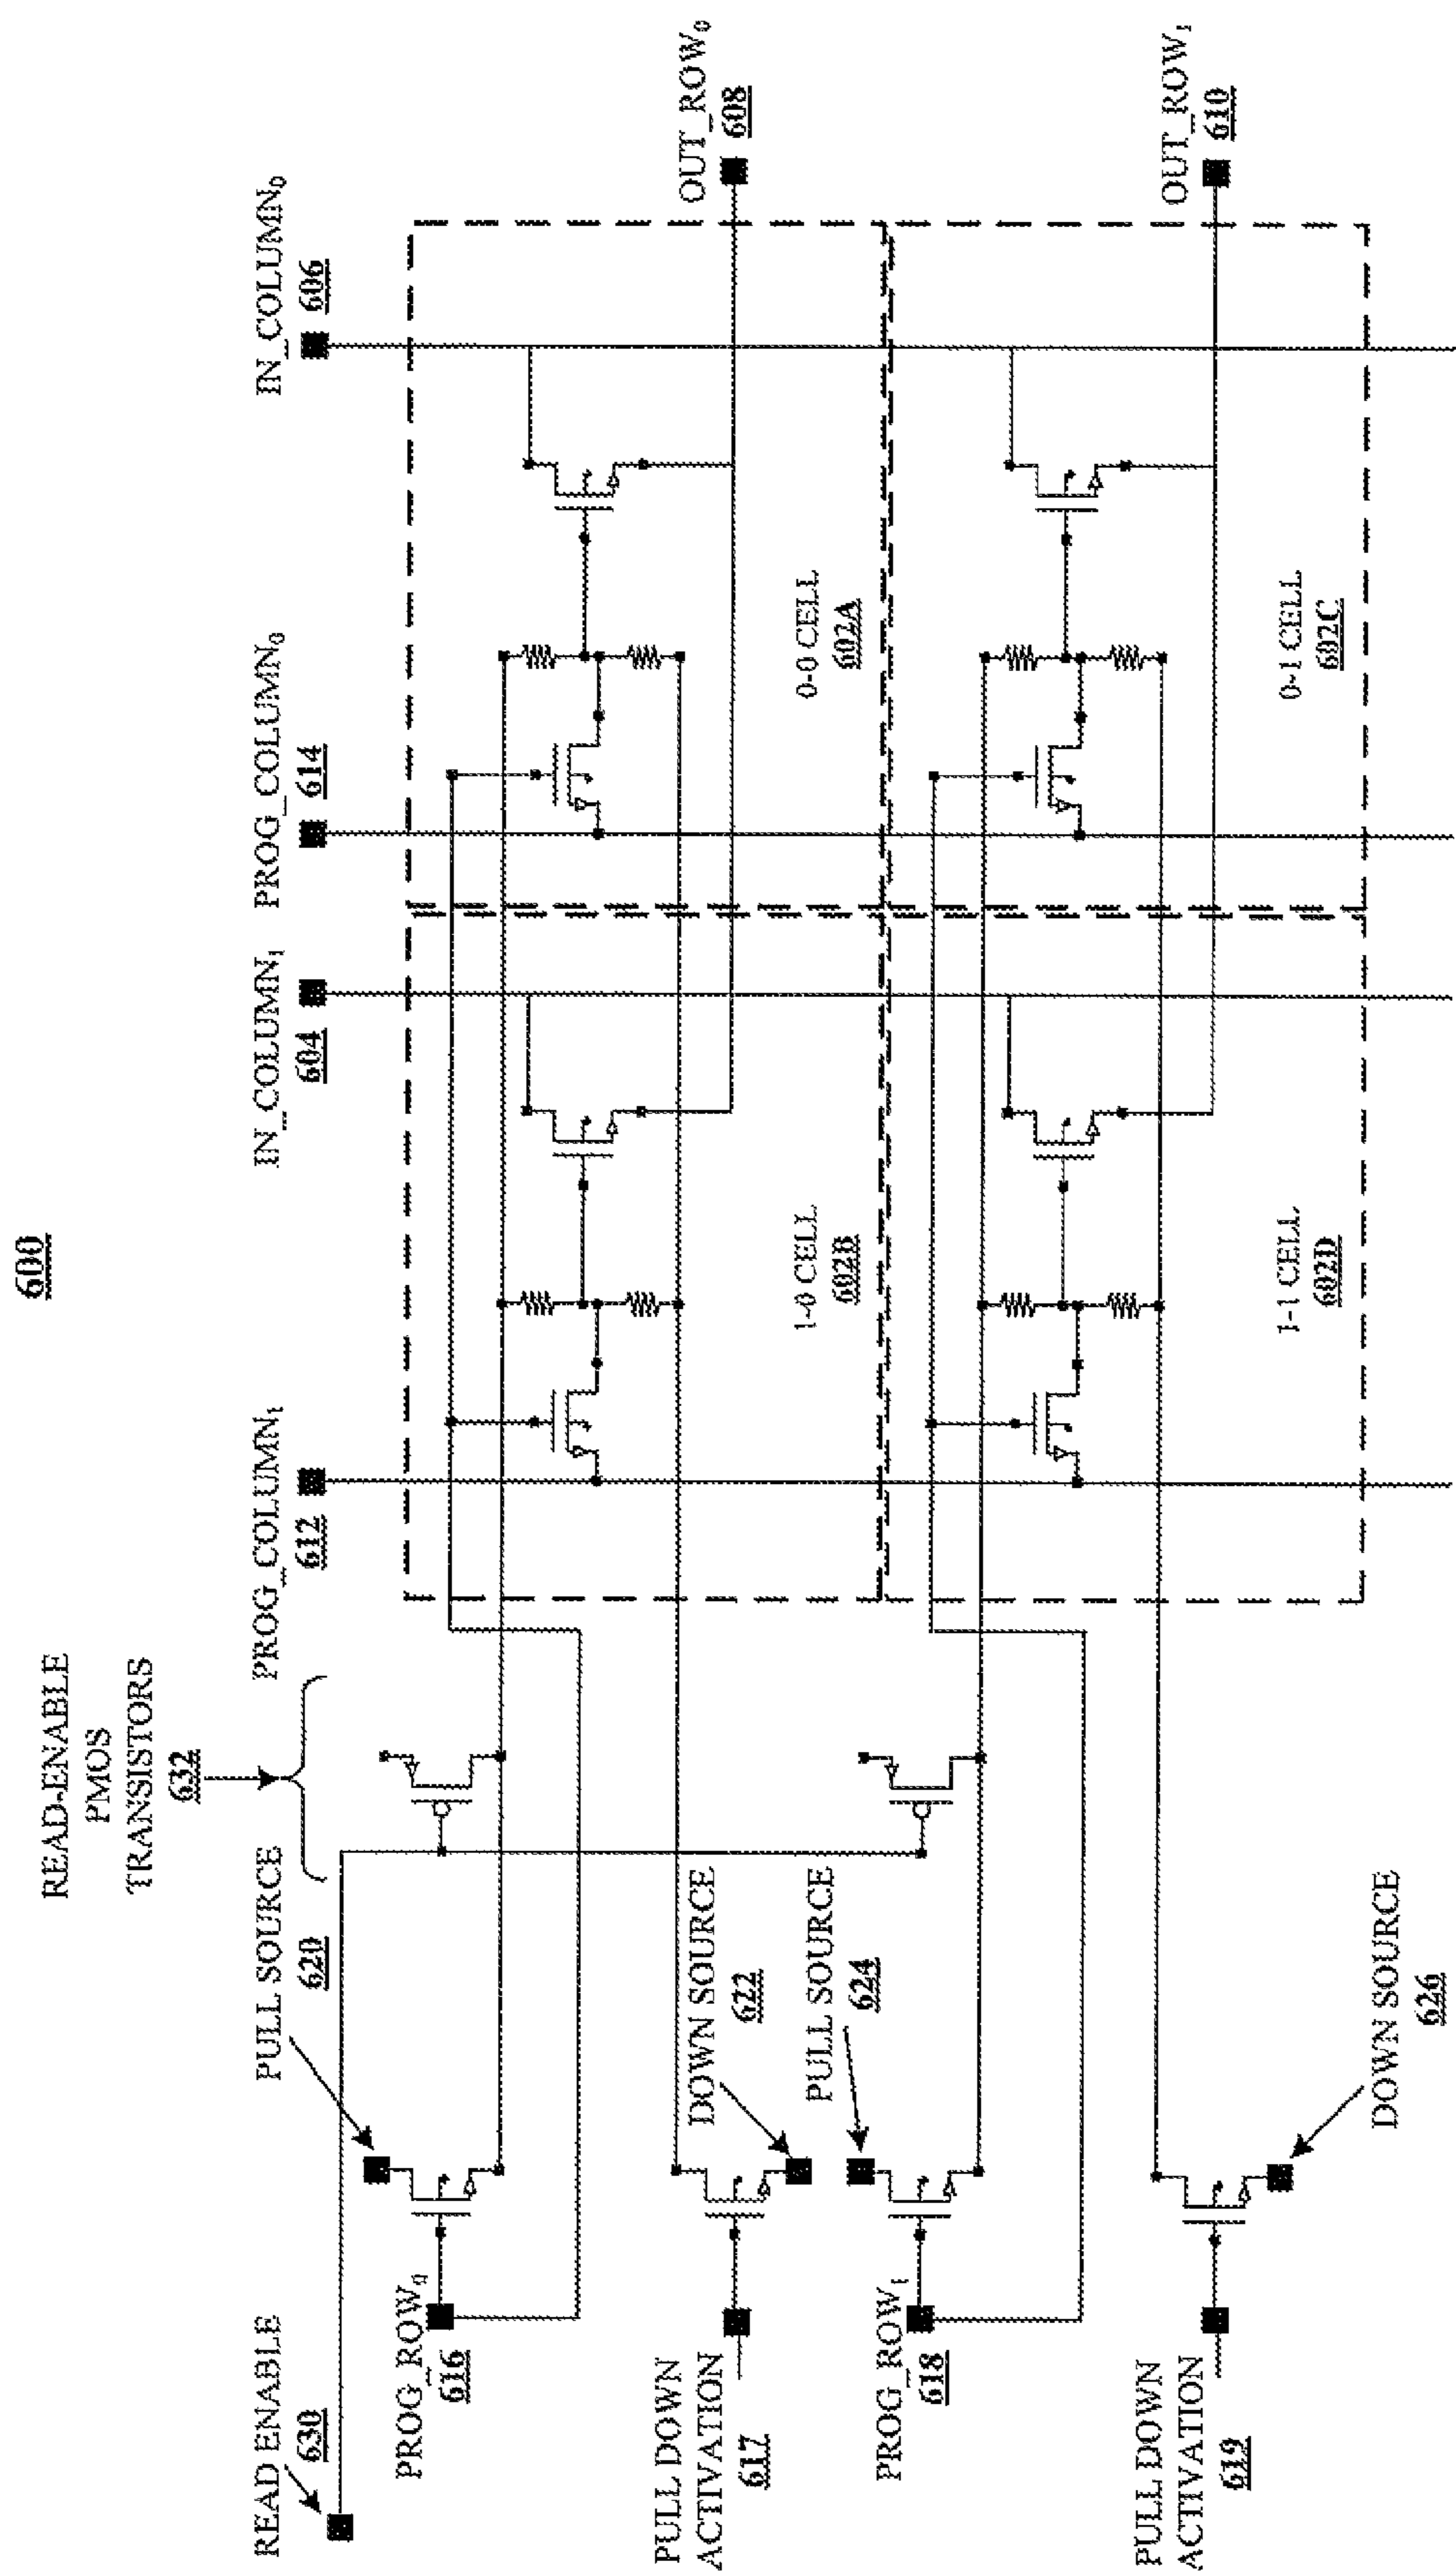 600
READ-ENABLE
PMOS
TRANSISTORS
632
READ ENABLE
630
PULL SOURCE
620
PROG_COLUMN₁
612
IN_COLUMN₁
604
PROG_COLUMN₀
614
IN_COLUMN₀
606
PROG_ROW₀
616
1-0 CELL
602B
0-0 CELL
602A
OUT_ROW₀
608
PULL DOWN
ACTIVATION
617
DOWN SOURCE
622
PULL SOURCE
624
PROG_ROW₁
618
1-1 CELL
602D
0-1 CELL
602C
OUT_ROW₁
610
PULL DOWN
ACTIVATION
619
DOWN SOURCE
626